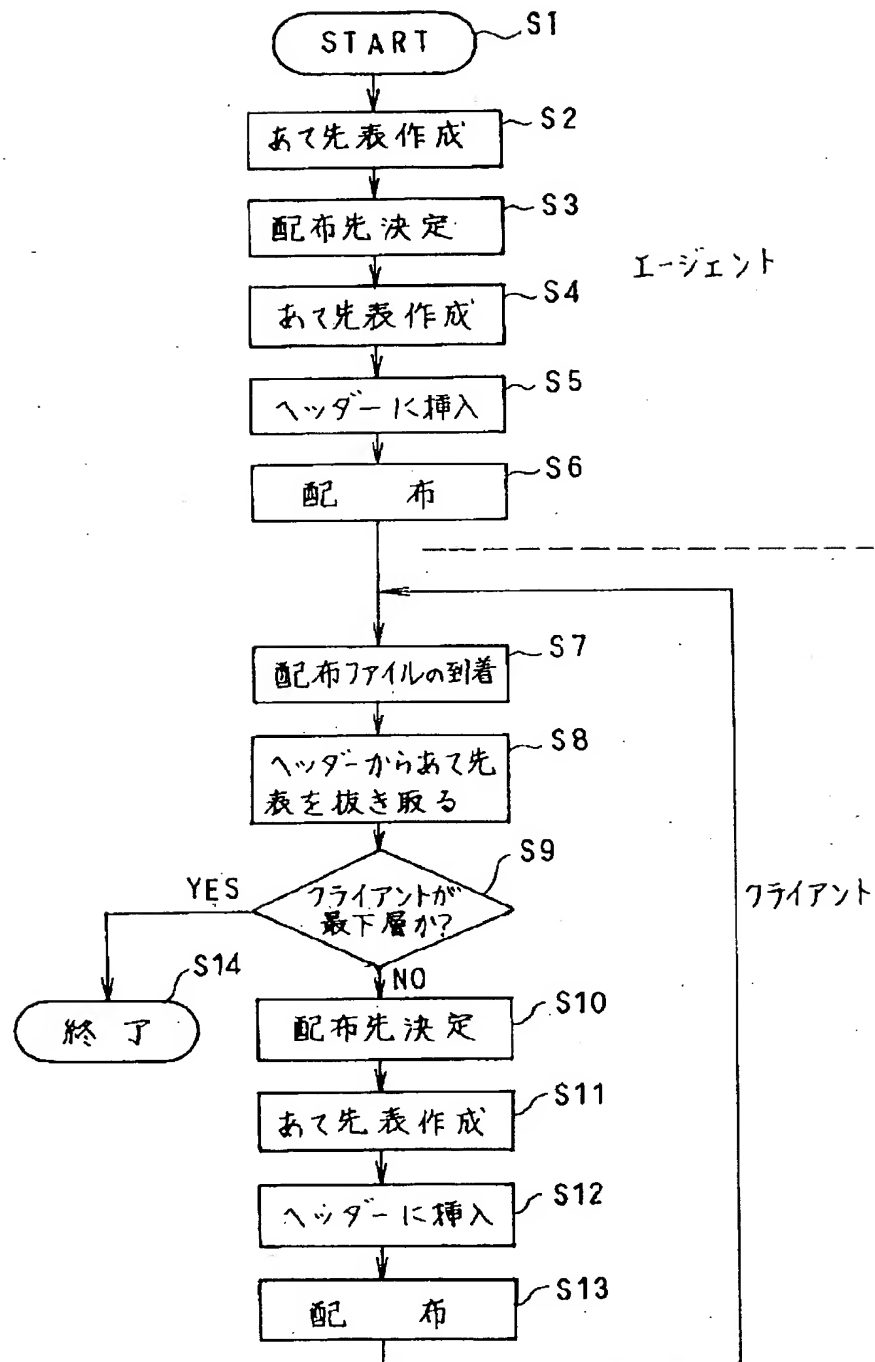 START
S1
あて先表作成
S2
配布先決定
S3
エージェント
あて先表作成
S4
ヘッダーに挿入
S5
配 布
S6
配布ファイルの到着
S7
ヘッダーからあて先
表を抜き取る
S8
クライアントが
最下層か?
S9
YES
クライアント
NO
終了
S14
配布先決定
S10
あて先表作成
S11
ヘッダーに挿入
S12
配 布
S13